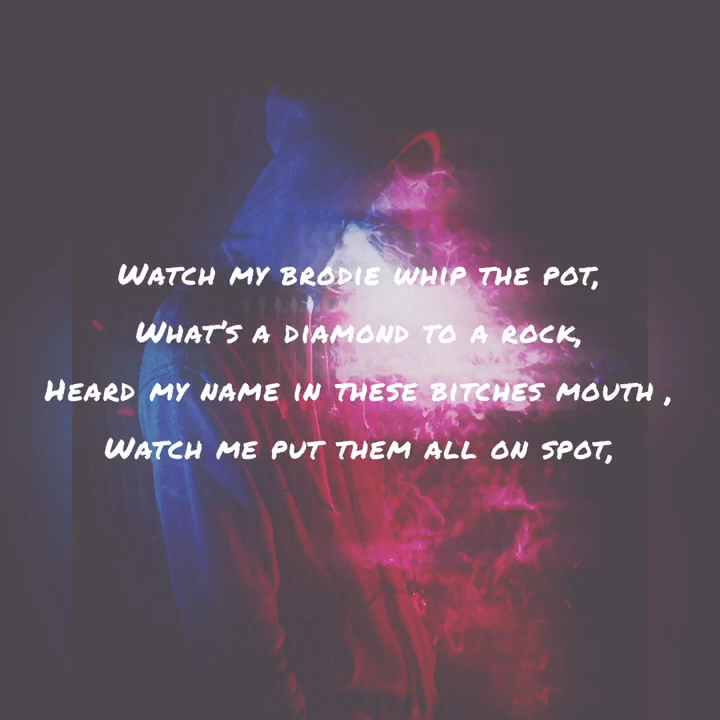 Watch my brodie whip the pot,
What's a diamond to a rock,
Heard my name in these bitches mouth ,
Watch me put them all on spot,